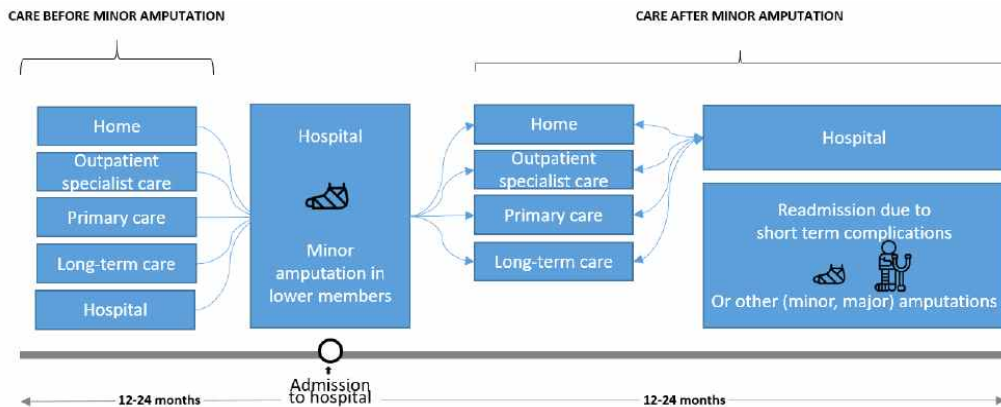 CARE BEFORE MINOR AMPUTATION
CARE AFTER MINOR AMPUTATION
Home
Outpatient
specialist care
Primary care
Long-term care
Hospital
Hospital
Minor
amputation in
lower members
Home
Outpatient
specialist care
Primary care
Long-term care
Hospital
Readmission due to
short term complications
Or other (minor, major) amputations
Admission
to hospital
12-24 months
12-24 months